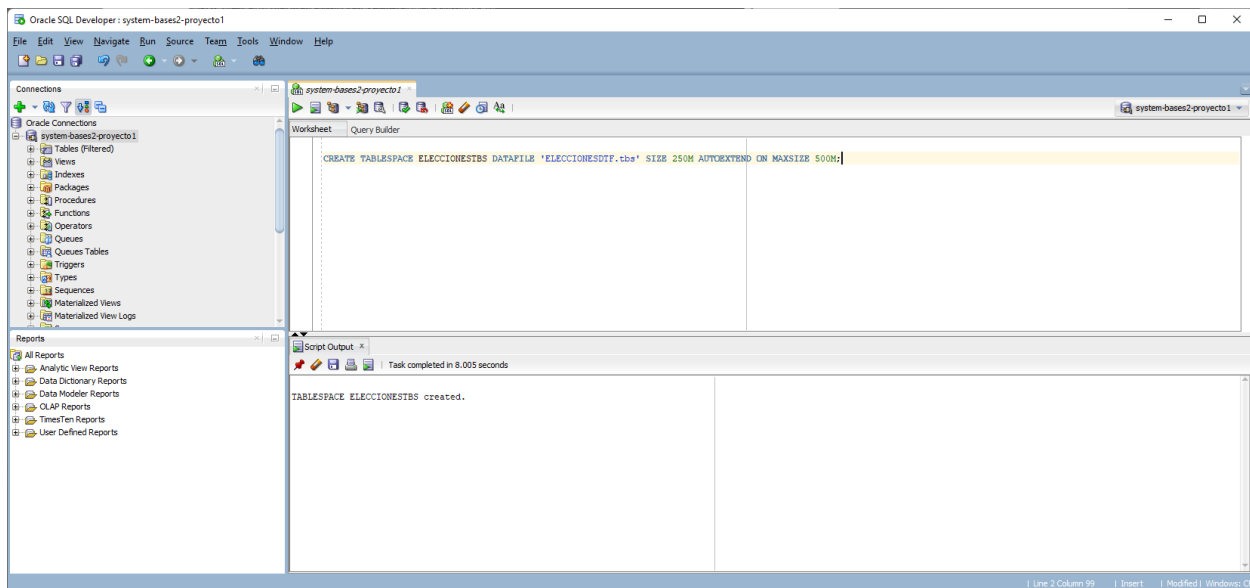 Oracle SQL Developer : system-bases2-proyecto1
File Edit View Navigate Run Source Team Tools Window Help
Connections
Oracle Connections
system-bases2-proyecto1
Tables (Filtered)
Views
Indexes
Packages
Procedures
Functions
Operators
Queues
Queues Tables
Triggers
Types
Sequences
Materialized Views
Materialized View Logs
Reports
All Reports
Analytic View Reports
Data Dictionary Reports
Data Modeler Reports
OLAP Reports
TimesTen Reports
User Defined Reports
system-bases2-proyecto1
system-bases2-proyecto1
Worksheet Query Builder
CREATE TABLESPACE ELECCIONESTBS DATAFILE 'ELECCIONESDTF.tbs' SIZE 250M AUTOEXTEND ON MAXSIZE 500M;
Script Output
Task completed in 8.005 seconds
TABLESPACE ELECCIONESTBS created.
Line 2 Column 99 | Insert | Modified | Windows: C